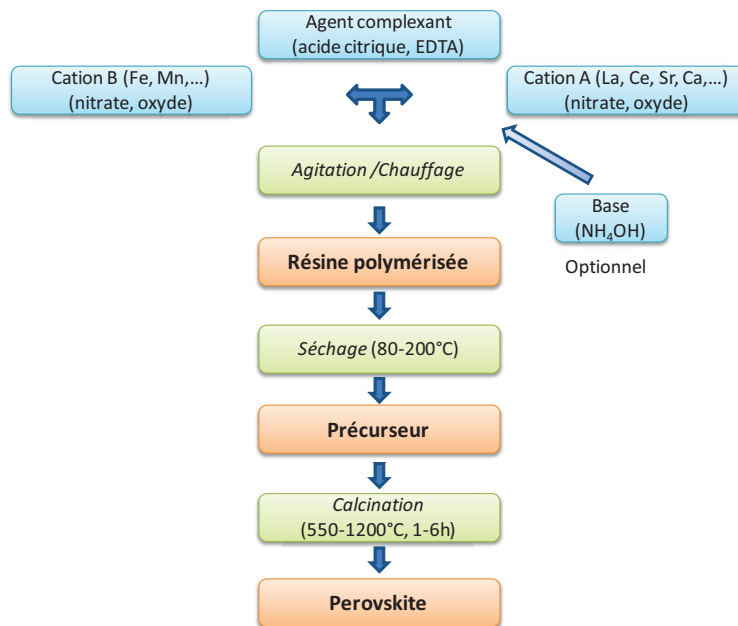 Agent complexant
(acide citrique, EDTA)
Cation B (Fe, Mn,...)
(nitrate, oxyde)
Cation A (La, Ce, Sr, Ca,...)
(nitrate, oxyde)
Agitation /Chauffage
Base
(NH₄OH)
Optionnel
Résine polymérisée
Séchage (80-200°C)
Précurseur
Calcination
(550-1200°C, 1-6h)
Perovskite